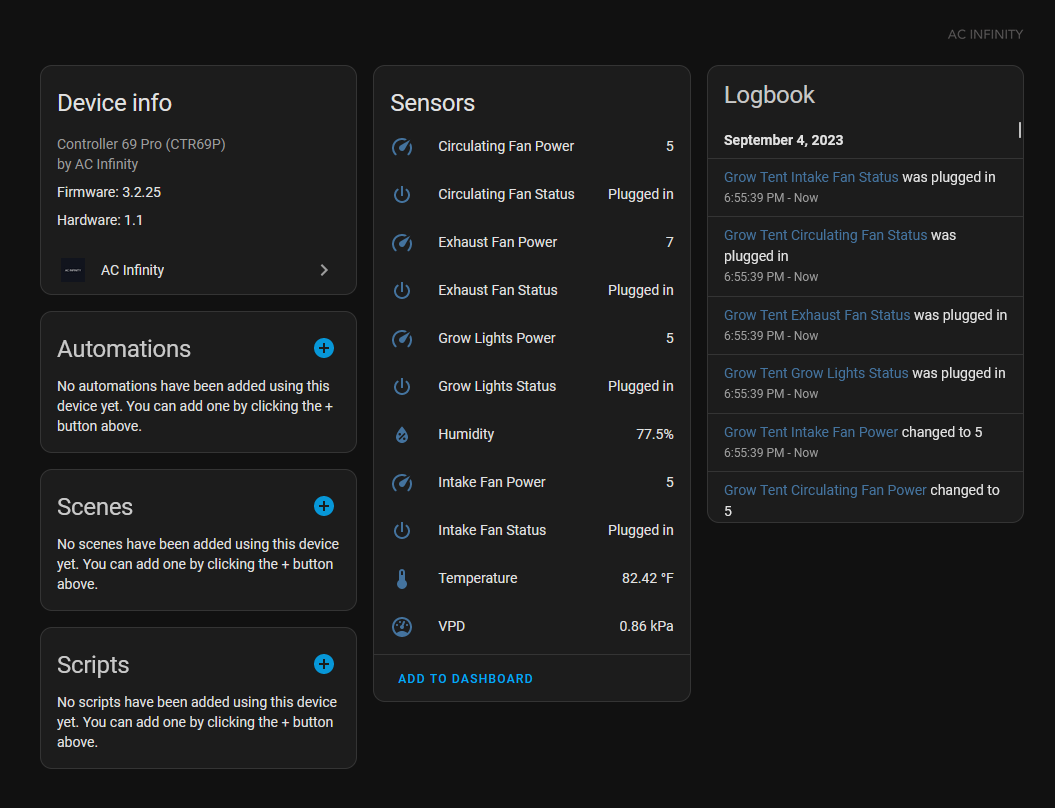 AC INFINITY
Device info
Controller 69 Pro (CTR69P)
by AC Infinity
Firmware: 3.2.25
Hardware: 1.1
AC Infinity
Automations
No automations have been added using this
device yet. You can add one by clicking the +
button above.
Scenes
No scenes have been added using this device
yet. You can add one by clicking the + button
above.
Scripts
No scripts have been added using this device
yet. You can add one by clicking the + button
above.
Sensors
Circulating Fan Power 5
Circulating Fan Status Plugged in
Exhaust Fan Power 7
Exhaust Fan Status Plugged in
Grow Lights Power 5
Grow Lights Status Plugged in
Humidity 77.5%
Intake Fan Power 5
Intake Fan Status Plugged in
Temperature 82.42 °F
VPD 0.86 kPa
ADD TO DASHBOARD
Logbook
September 4, 2023
Grow Tent Intake Fan Status was plugged in
6:55:39 PM - Now
Grow Tent Circulating Fan Status was
plugged in
6:55:39 PM - Now
Grow Tent Exhaust Fan Status was plugged in
6:55:39 PM - Now
Grow Tent Grow Lights Status was plugged in
6:55:39 PM - Now
Grow Tent Intake Fan Power changed to 5
6:55:39 PM - Now
Grow Tent Circulating Fan Power changed to
5